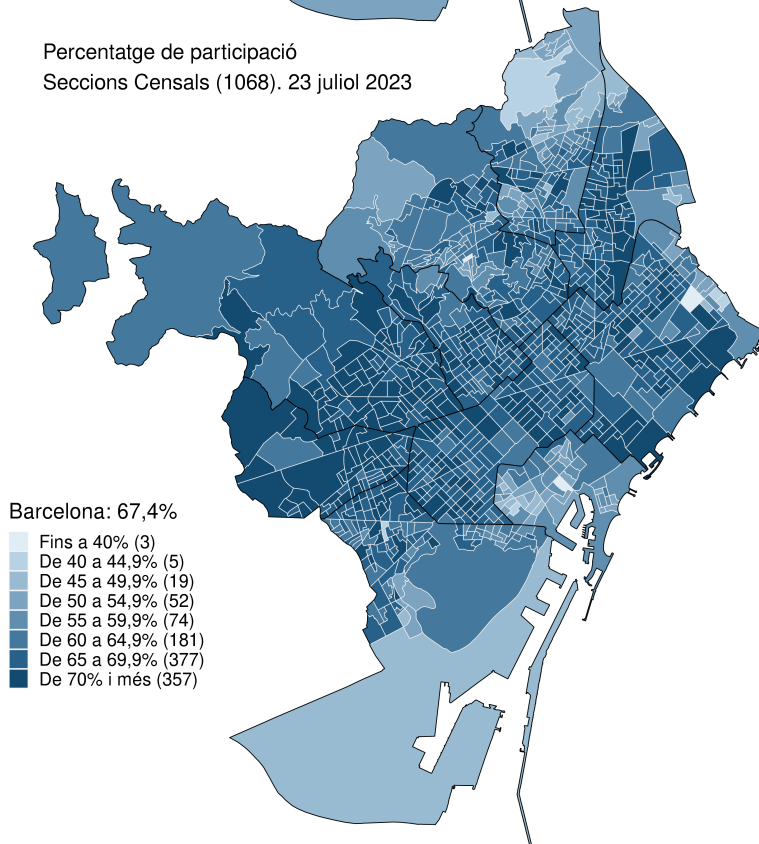 Percentatge de participació
Seccions Censals (1068). 23 juliol 2023
Barcelona: 67,4%
Fins a 40% (3)
De 40 a 44,9% (5)
De 45 a 49,9% (19)
De 50 a 54,9% (52)
De 55 a 59,9% (74)
De 60 a 64,9% (181)
De 65 a 69,9% (377)
De 70% i més (357)